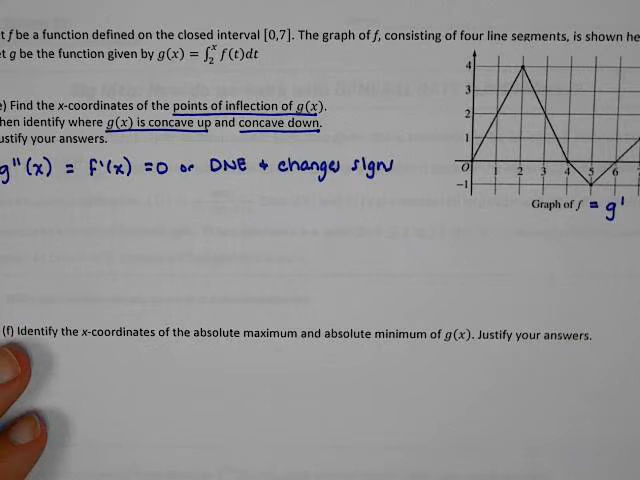 t f be a function defined on the closed interval [0,7]. The graph of f, consisting of four line segments, is shown he
et g be the function given by g(x) = ∫₂ˣ f(t)dt
e) Find the x-coordinates of the points of inflection of g(x).
hen identify where g(x) is concave up and concave down.
ustify your answers.
g''(x) = f'(x) = 0 or DNE + changes sign
4
3
2
1
O 1 2 3 4 5 6 7
-1
Graph of f = g'
(f) Identify the x-coordinates of the absolute maximum and absolute minimum of g(x). Justify your answers.